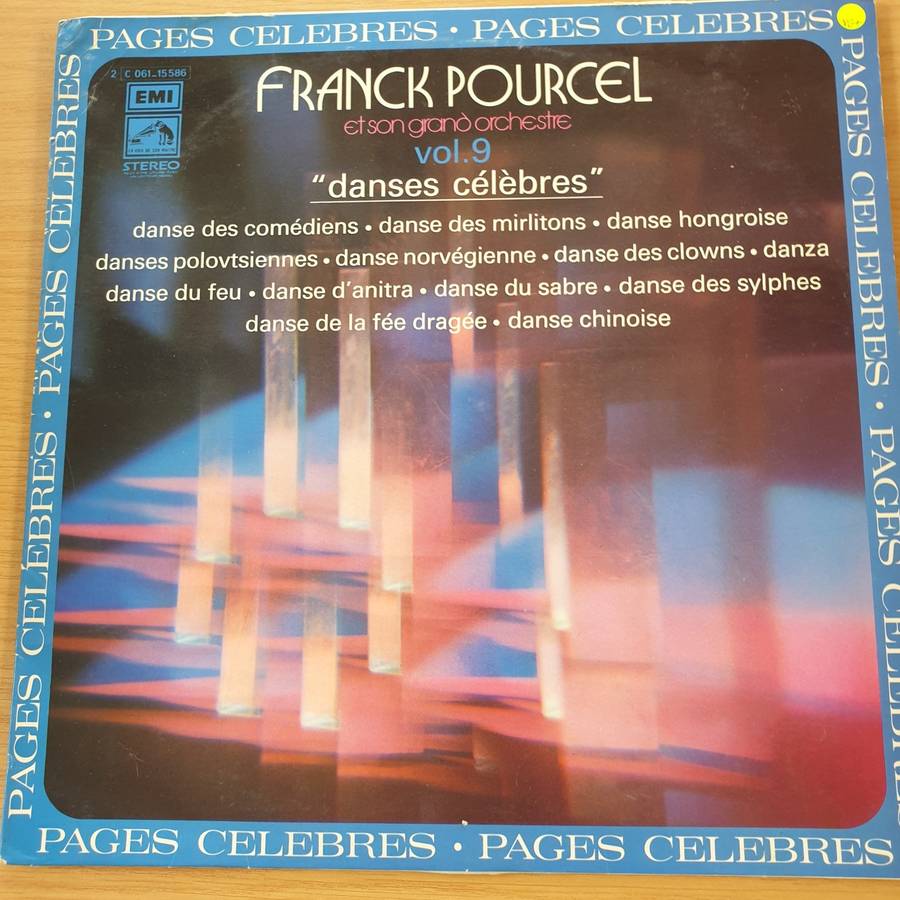 PAGES CELEBRES • PAGES CELEBRES
2 C 061-15586
EMI
STEREO
FRANCK POURCEL
et son grand orchestre
vol.9
“danses célèbres”
danse des comédiens • danse des mirlitons • danse hongroise
danses polovtsiennes • danse norvégienne • danse des clowns • danza
danse du feu • danse d'anitra • danse du sabre • danse des sylphes
danse de la fée dragée • danse chinoise
PAGES CELEBRES • PAGES CELEBRES
PAGES CELEBRES • PAGES CELEBRES
PAGES CELEBRES • PAGES CELEBRES